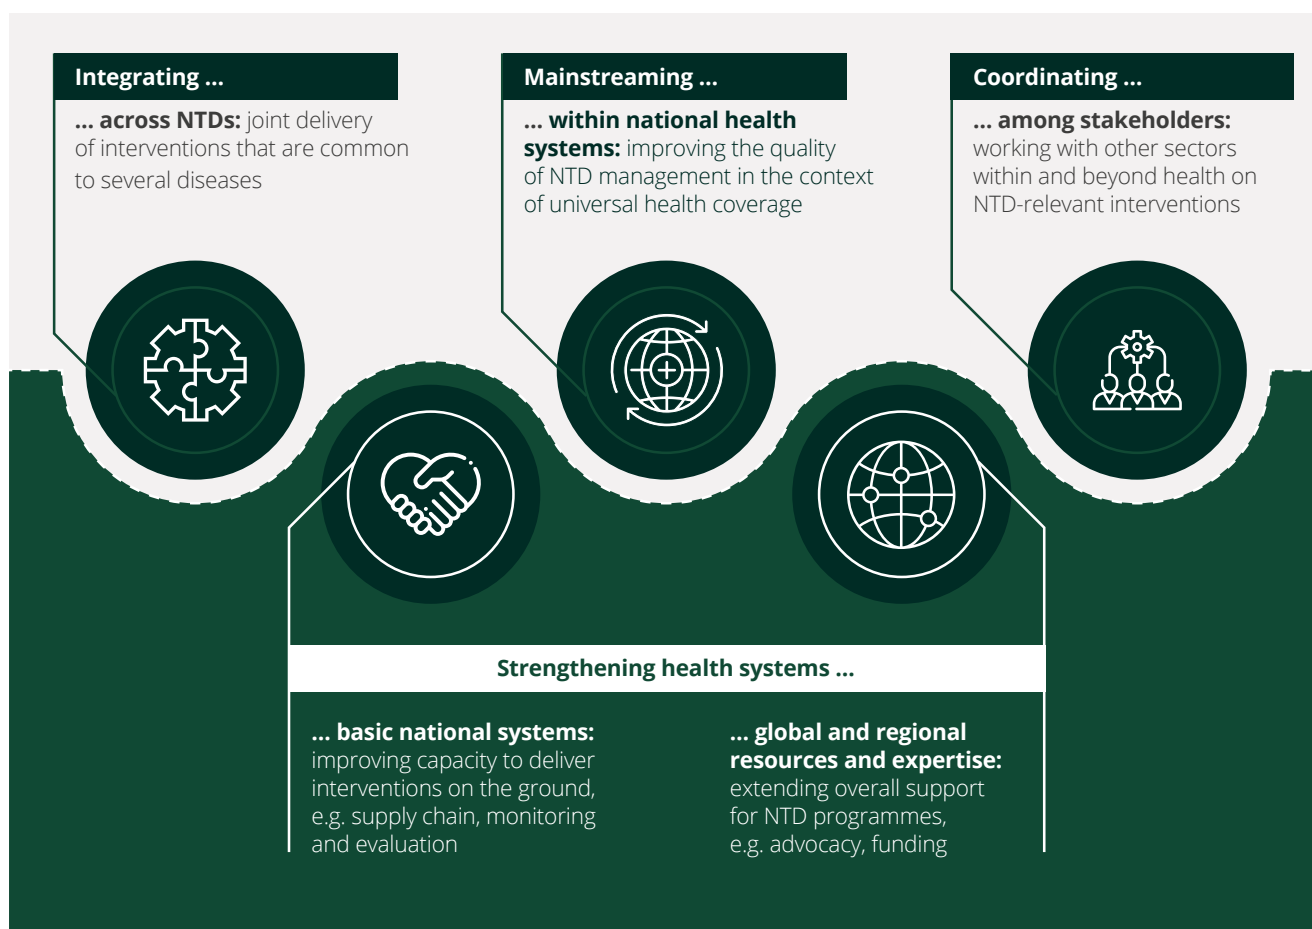 Integrating ...
... across NTDs: joint delivery
of interventions that are common
to several diseases
Mainstreaming ...
... within national health
systems: improving the quality
of NTD management in the context
of universal health coverage
Coordinating ...
... among stakeholders:
working with other sectors
within and beyond health on
NTD-relevant interventions
Strengthening health systems ...
... basic national systems:
improving capacity to deliver
interventions on the ground,
e.g. supply chain, monitoring
and evaluation
... global and regional
resources and expertise:
extending overall support
for NTD programmes,
e.g. advocacy, funding